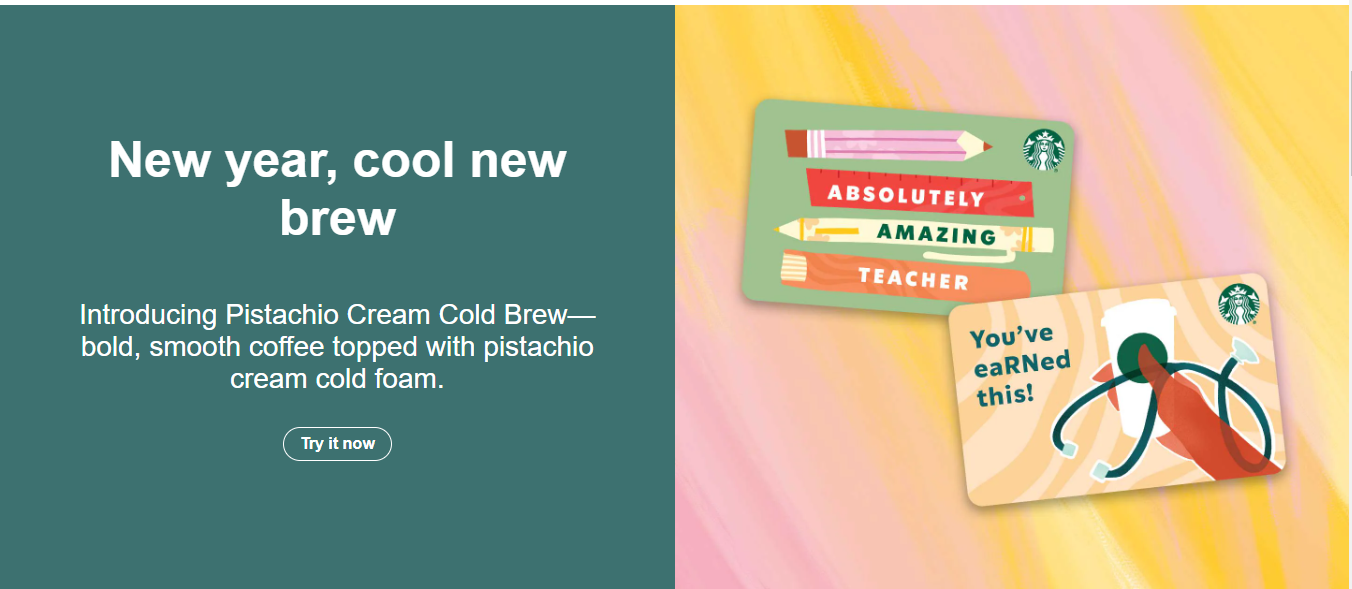 New year, cool new
brew
Introducing Pistachio Cream Cold Brew—
bold, smooth coffee topped with pistachio
cream cold foam.
Try it now
ABSOLUTELY
AMAZING
TEACHER
You’ve
eaRNed
this!